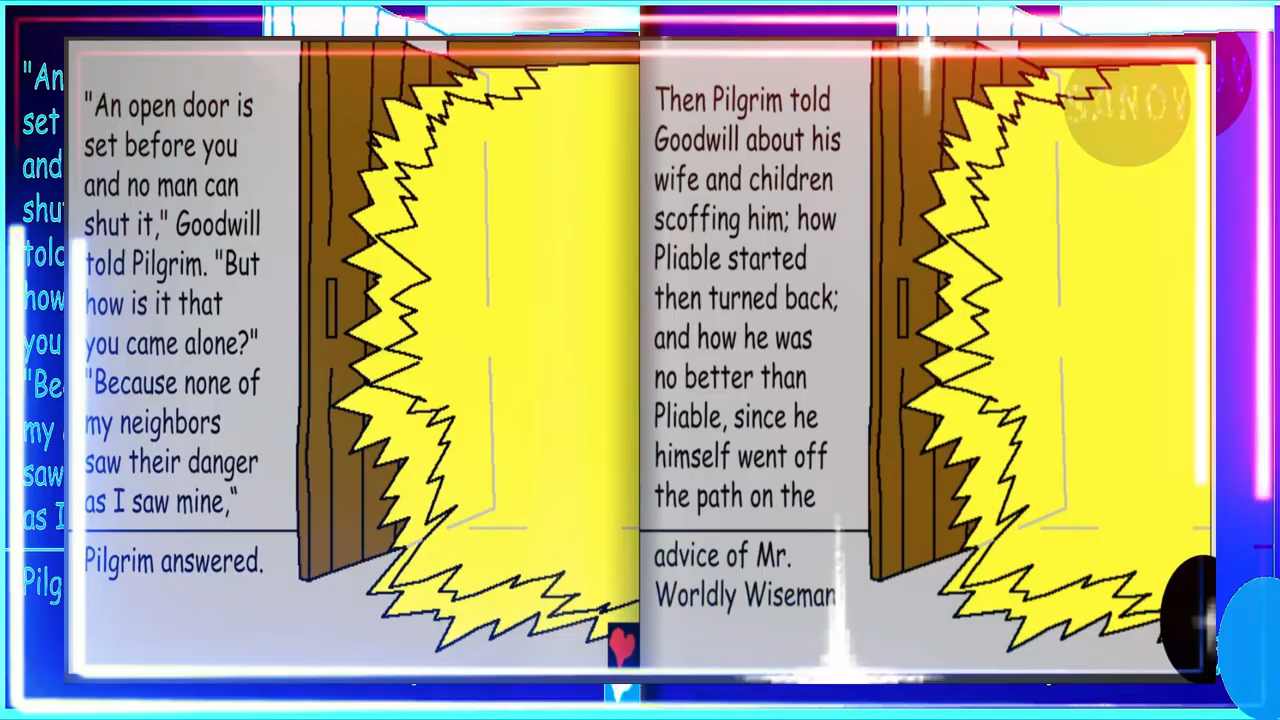 "An open door is
set before you
and no man can
shut it," Goodwill
told Pilgrim. "But
how is it that
you came alone?"
"Because none of
my neighbors
saw their danger
as I saw mine,“
Pilgrim answered.
Then Pilgrim told
Goodwill about his
wife and children
scoffing him; how
Pliable started
then turned back;
and how he was
no better than
Pliable, since he
himself went off
the path on the
advice of Mr.
Worldly Wiseman